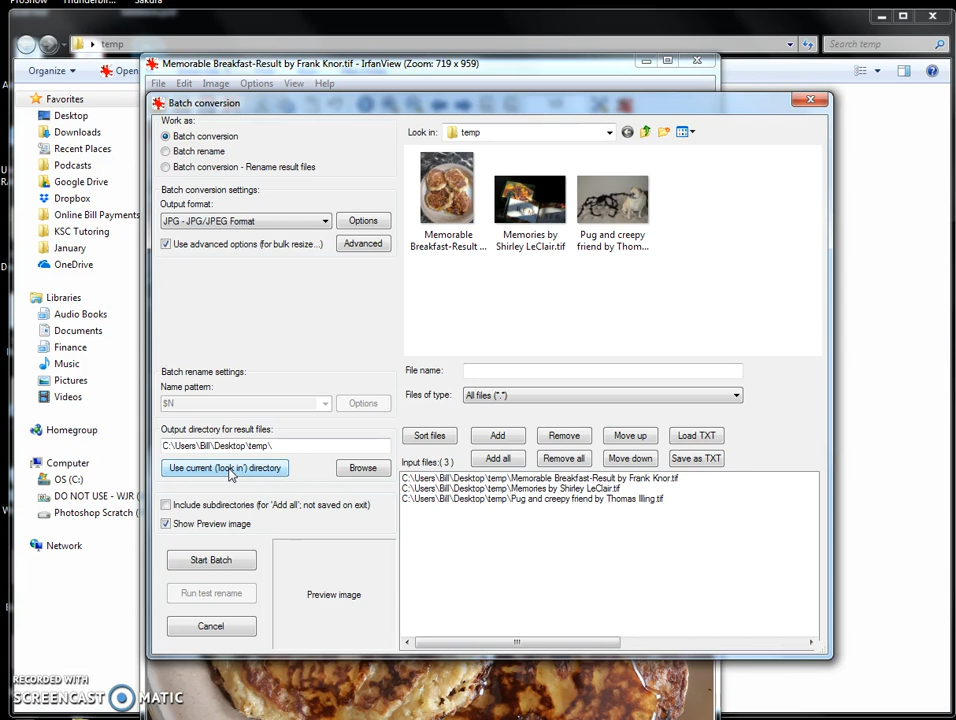 ProShow
Thunderbir...
Sakura
temp
Search temp
Organize
Open
Memorable Breakfast-Result by Frank Knor.tif - IrfanView (Zoom: 719 x 959)
File Edit Image Options View Help
Favorites
Desktop
Downloads
Recent Places
Podcasts
Google Drive
Dropbox
Online Bill Payments
KSC Tutoring
January
OneDrive
Libraries
Audio Books
Documents
Finance
Music
Pictures
Videos
Homegroup
Computer
OS (C:)
DO NOT USE - WJR (
Photoshop Scratch (
Network
Batch conversion
Work as:
Batch conversion
Batch rename
Batch conversion - Rename result files
Batch conversion settings:
Output format:
JPG - JPG/JPEG Format
Options
Use advanced options (for bulk resize...)
Advanced
Batch rename settings:
Name pattern:
$N
Options
Output directory for result files:
C:\Users\Bill\Desktop\temp\
Use current ('look in') directory
Browse
Include subdirectories (for 'Add all'; not saved on exit)
Show Preview image
Start Batch
Run test rename
Cancel
Preview image
Look in:
temp
Memorable
Breakfast-Result ...
Memories by
Shirley LeClair.tif
Pug and creepy
friend by Thom...
File name:
Files of type:
All files (*.*)
Sort files
Add
Remove
Move up
Load TXT
Input files: ( 3 )
Add all
Remove all
Move down
Save as TXT
C:\Users\Bill\Desktop\temp\Memorable Breakfast-Result by Frank Knor.tif
C:\Users\Bill\Desktop\temp\Memories by Shirley LeClair.tif
C:\Users\Bill\Desktop\temp\Pug and creepy friend by Thomas Illing.tif
RECORDED WITH
SCREENCAST MATIC